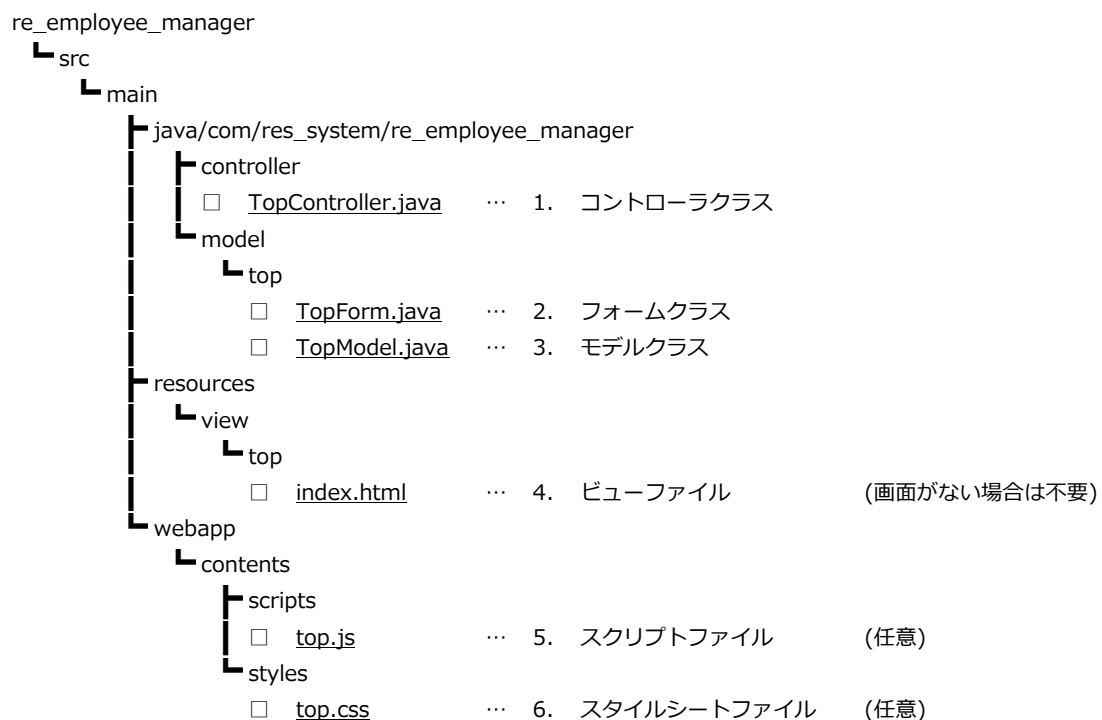 re_employee_manager
src
main
java/com/res_system/re_employee_manager
controller
□ TopController.java … 1. コントローラクラス
model
top
□ TopForm.java … 2. フォームクラス
□ TopModel.java … 3. モデルクラス
resources
view
top
□ index.html … 4. ビューファイル (画面がない場合は不要)
webapp
contents
scripts
□ top.js … 5. スクリプトファイル (任意)
styles
□ top.css … 6. スタイルシートファイル (任意)